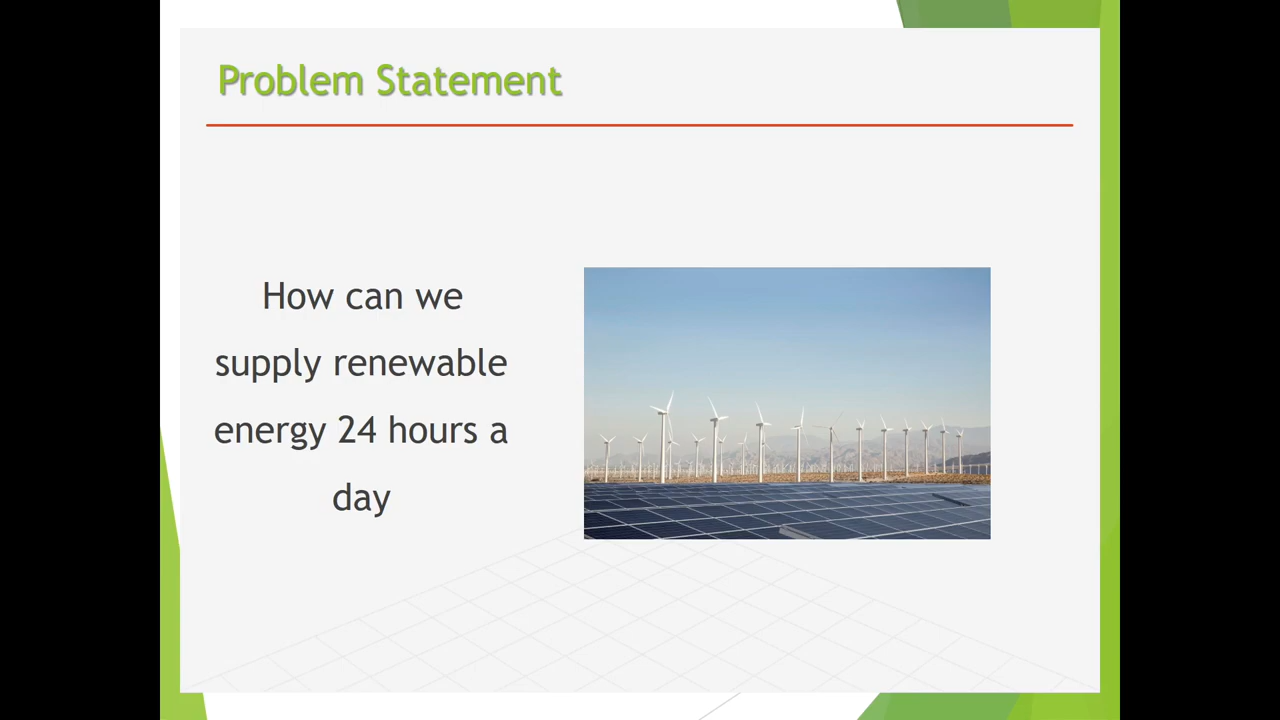 Problem Statement
How can we
supply renewable
energy 24 hours a
day